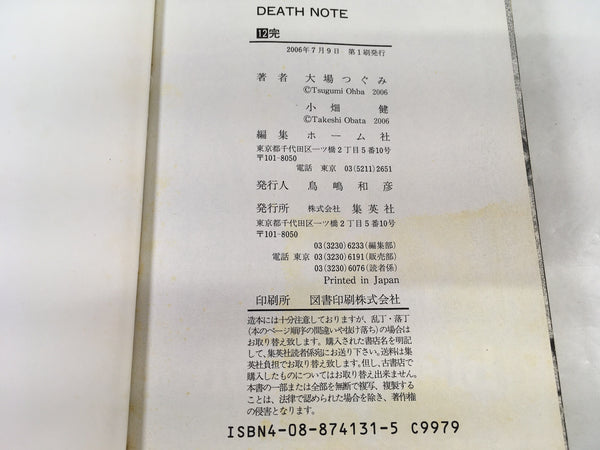 DEATH NOTE
12完
2006年7月9日 第1刷発行
著者 大場つぐみ
©Tsugumi Ohba 2006
小畑 健
©Takeshi Obata 2006
編集 ホーム社
東京都千代田区一ツ橋2丁目5番10号
〒101-8050
電話 東京 03(5211)2651
発行人 鳥嶋和彦
発行所 株式会社 集英社
東京都千代田区一ツ橋2丁目5番10号
〒101-8050
03(3230)6233(編集部)
電話 東京 03(3230)6191(販売部)
03(3230)6076(読者係)
Printed in Japan
印刷所 図書印刷株式会社
造本には十分注意しておりますが、乱丁・落丁
(本のページ順序の間違いや抜け落ち)の場合は
お取り替え致します。購入された書店名を明記
して、集英社読者係宛にお送り下さい。送料は集
英社負担でお取り替え致します。但し、古書店で
購入したものについてはお取り替え出来ません。
本書の一部または全部を無断で複写、複製する
ことは、法律で認められた場合を除き、著作権
の侵害となります。
ISBN4-08-874131-5 C9979